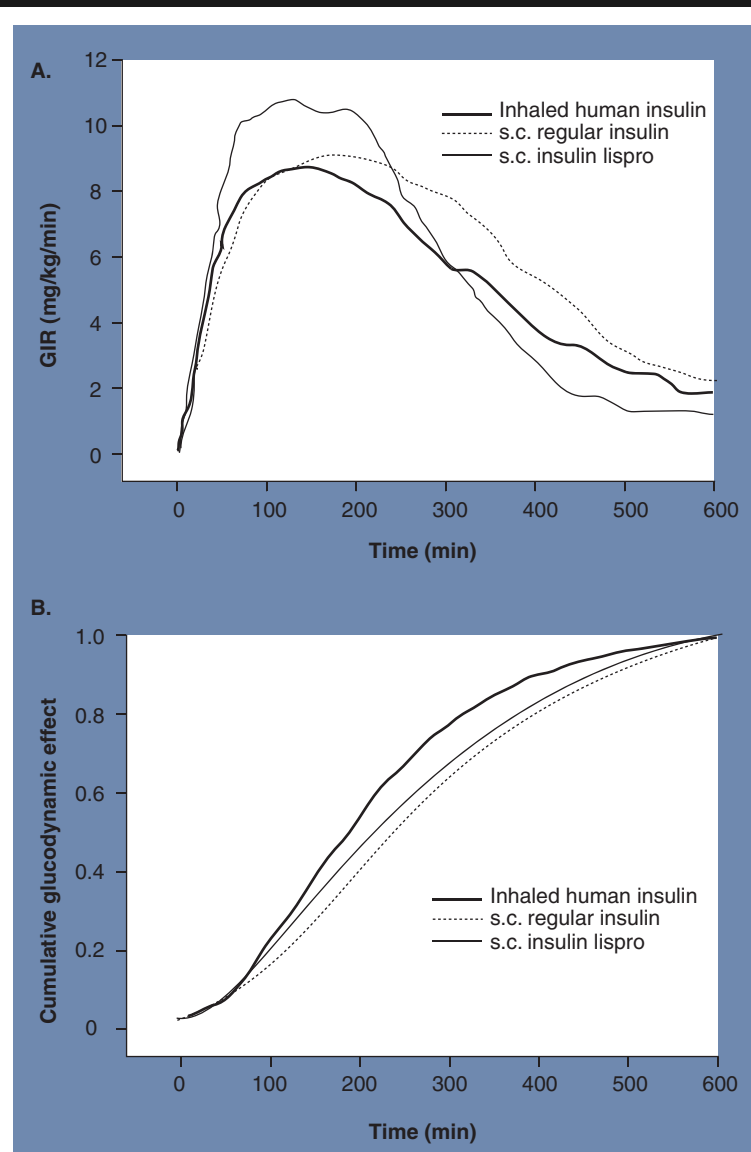 A.
12
10
8
6
4
2
0
GIR (mg/kg/min)
Inhaled human insulin
s.c. regular insulin
s.c. insulin lispro
0 100 200 300 400 500 600
Time (min)
B.
1.0
0.8
0.6
0.4
0.2
0
Cumulative glucodynamic effect
Inhaled human insulin
s.c. regular insulin
s.c. insulin lispro
0 100 200 300 400 500 600
Time (min)